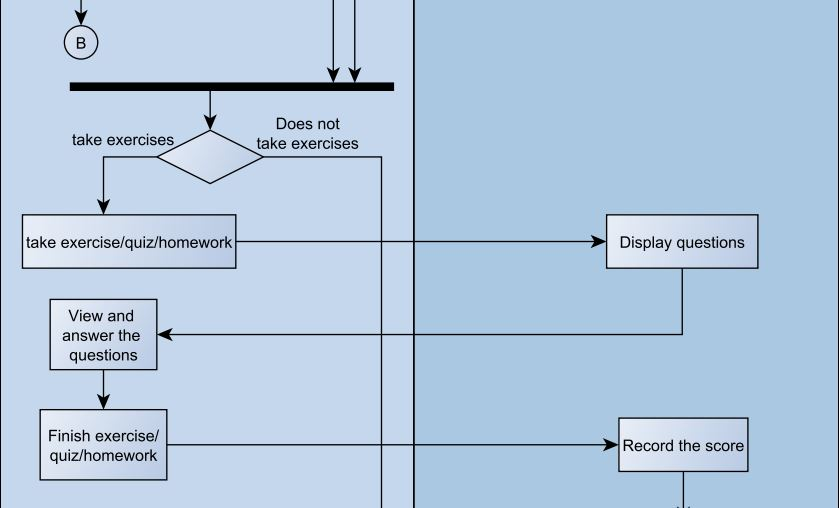 B
Does not
take exercises
take exercises
take exercise/quiz/homework
Display questions
View and
answer the
questions
Finish exercise/
quiz/homework
Record the score